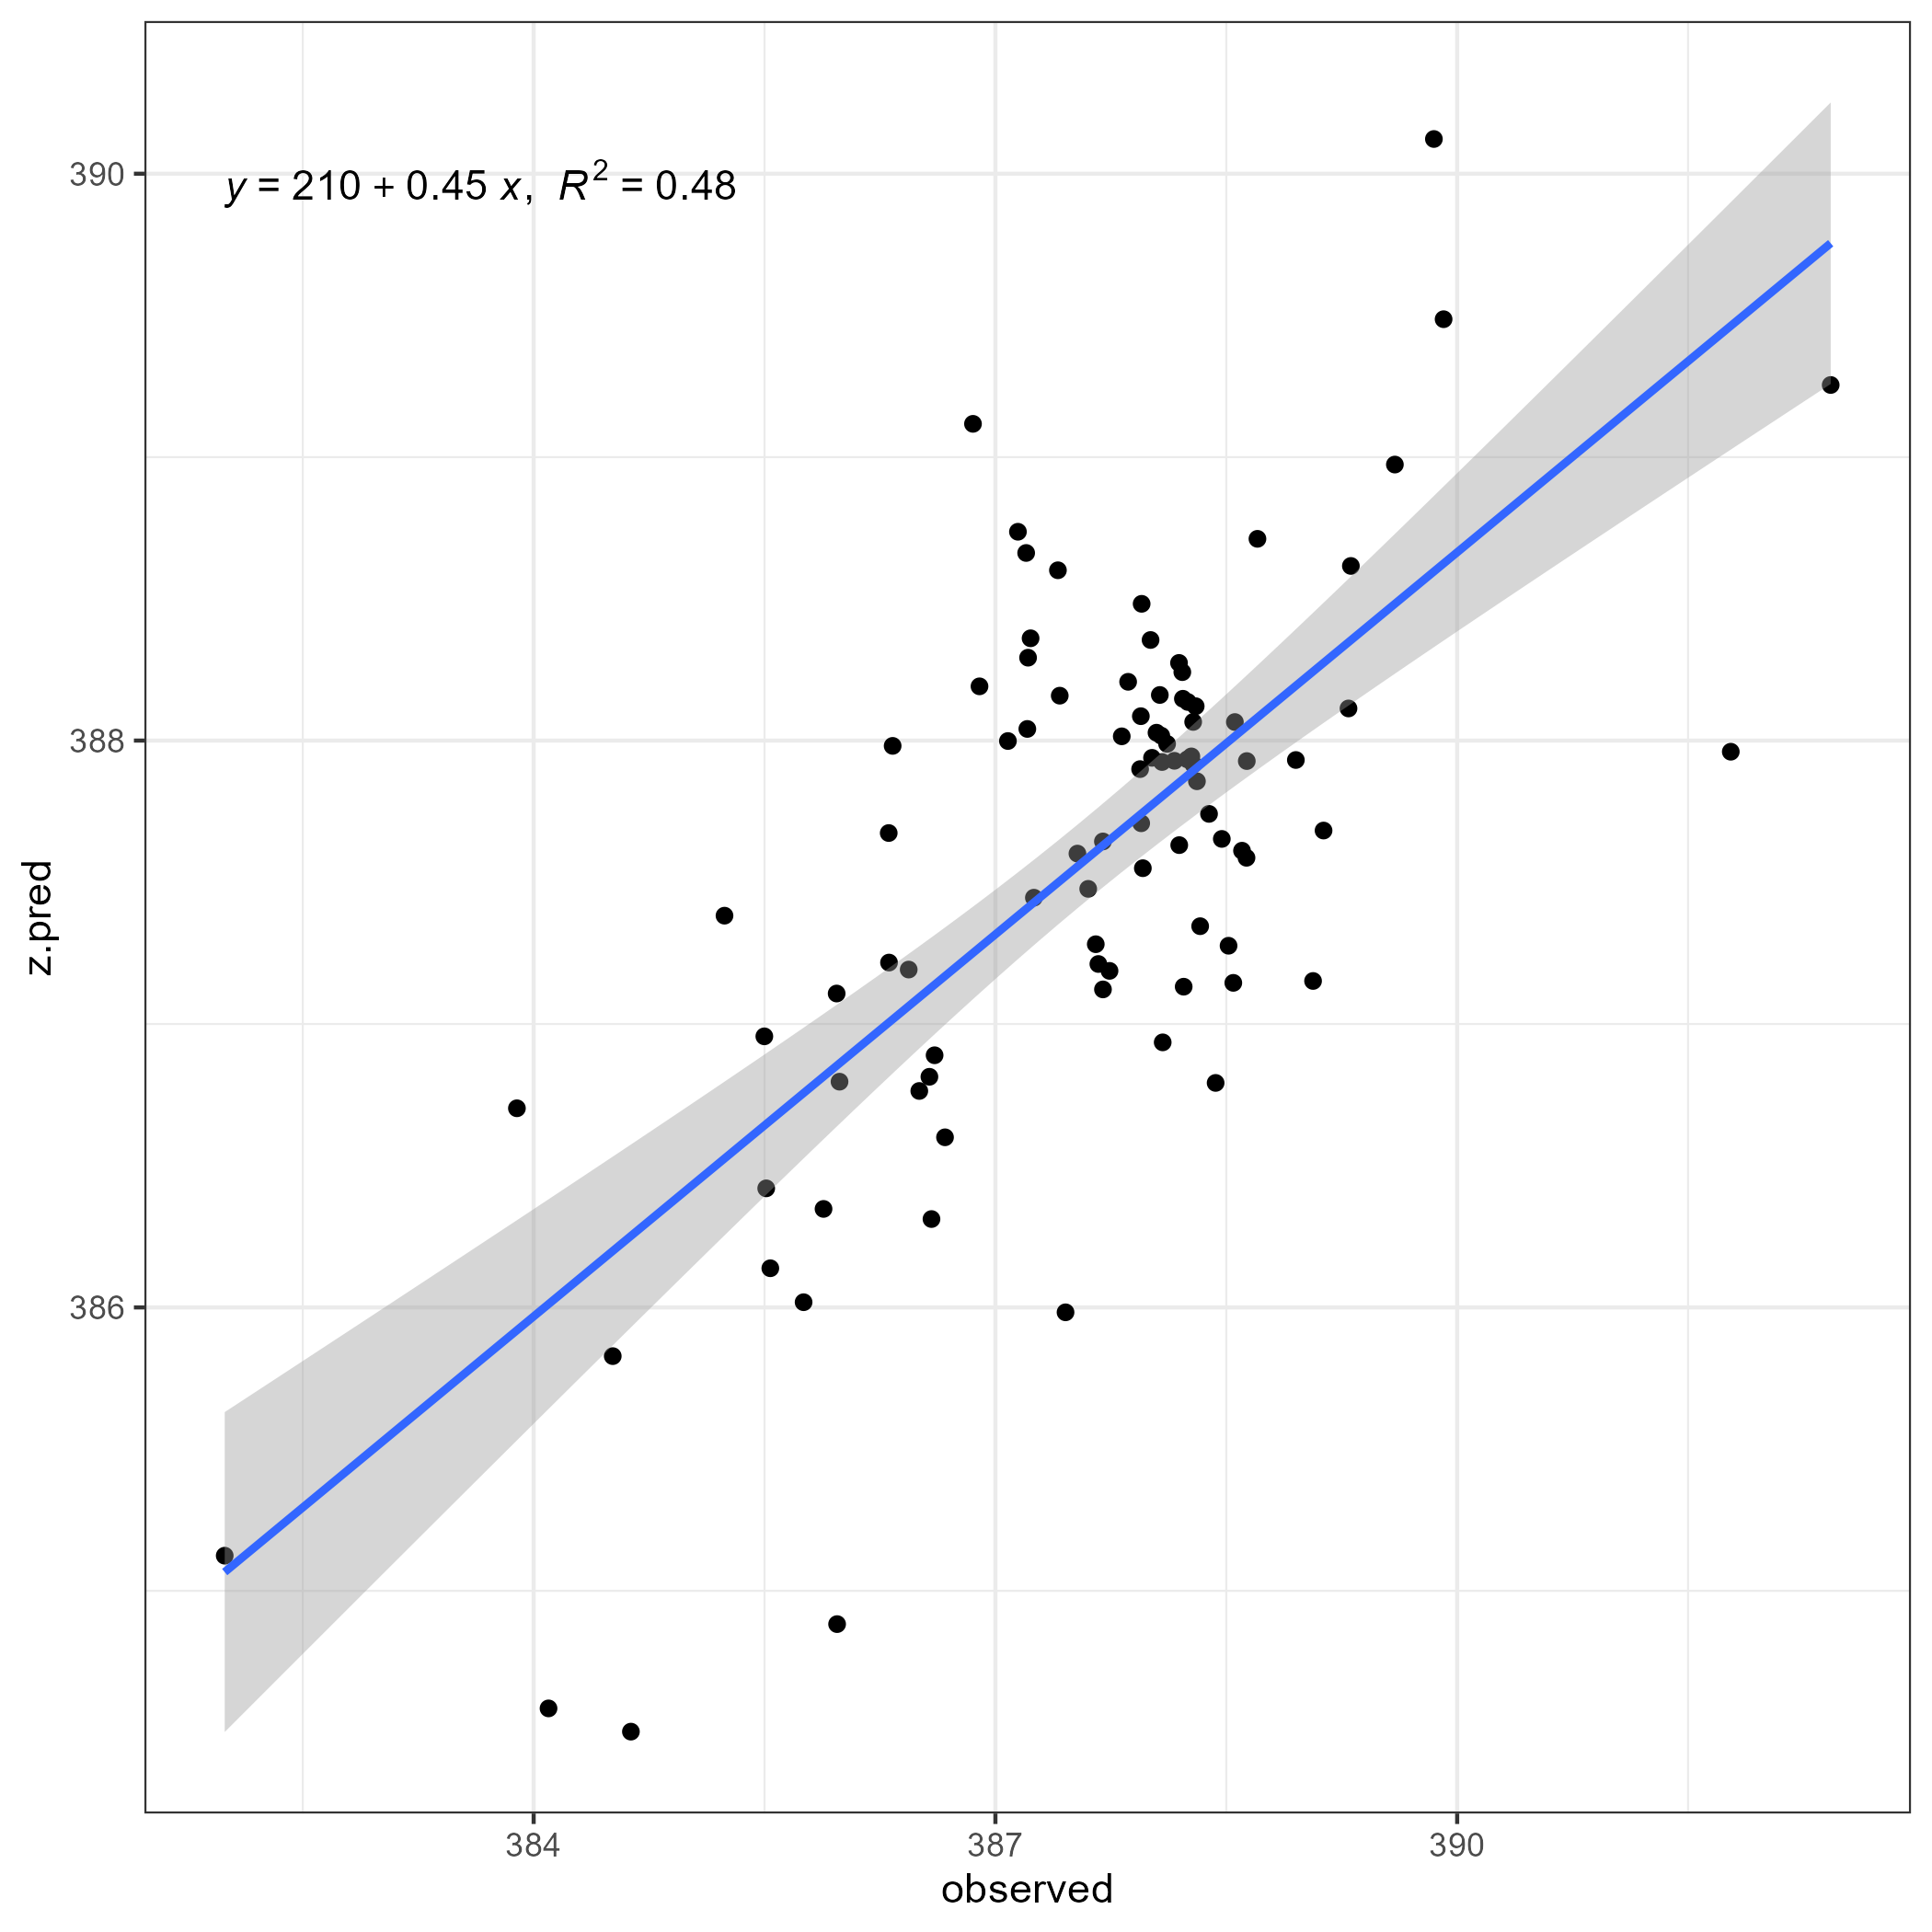 y = 210 + 0.45 x, R² = 0.48
390
388
386
z.pred
384 387 390
observed